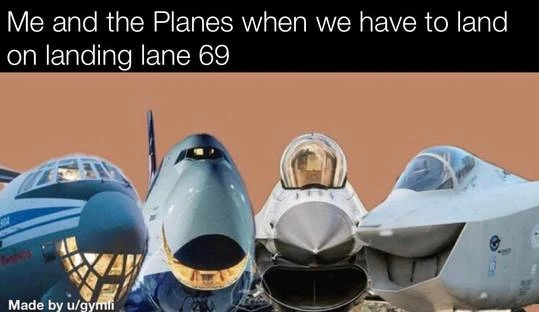 Me and the Planes when we have to land
on landing lane 69
Made by u/gymli